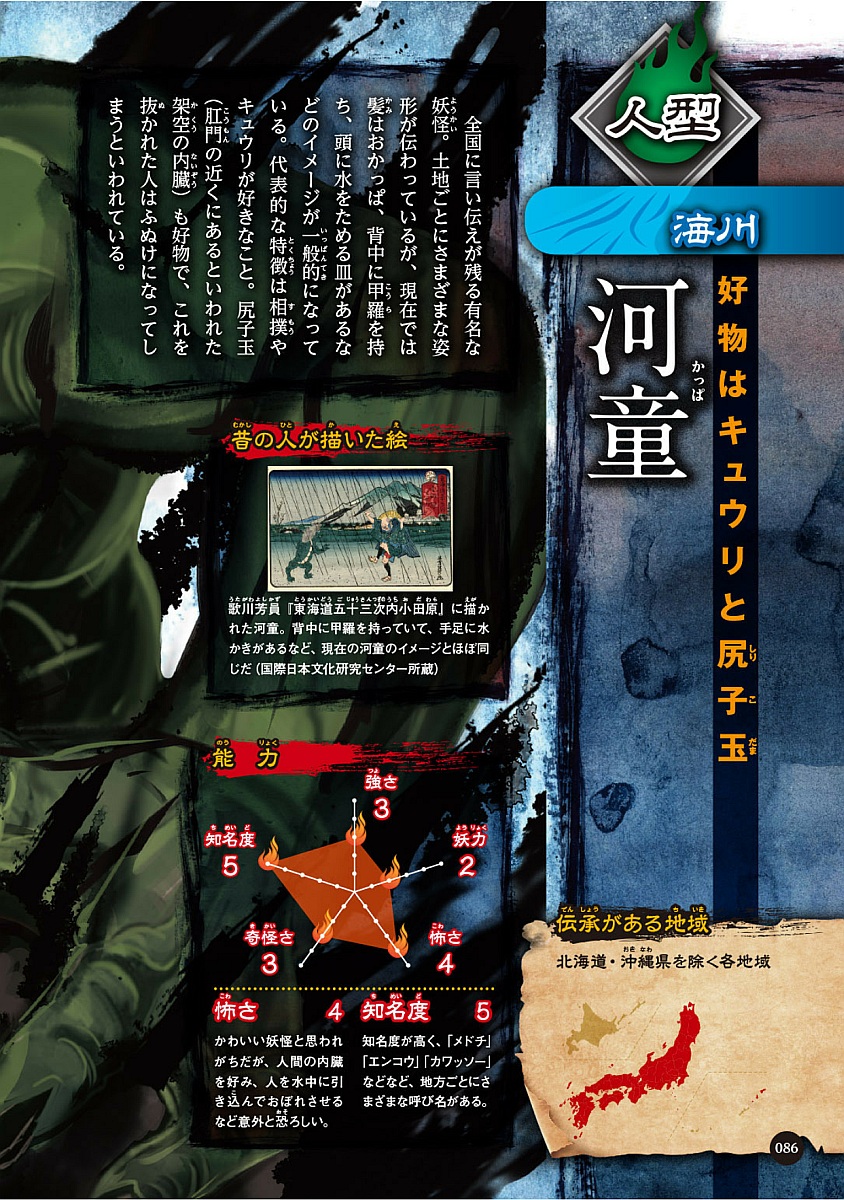 人型
海川
好物はキュウリと尻子玉
しりこだま
河童
かっぱ
全国に言い伝えが残る有名な
妖怪。土地ごとにさまざまな姿
形が伝わっているが、現在では
髪はおかっぱ、背中に甲羅を持
ち、頭に水をためる皿があるな
どのイメージが一般的になって
いる。代表的な特徴は相撲や
キュウリが好きなこと。尻子玉
(肛門の近くにあるといわれた
架空の内臓)も好物で、これを
抜かれた人はふぬけになってし
まうといわれている。
昔の人が描いた絵
歌川芳員『東海道五十三次内小田原』に描か
れた河童。背中に甲羅を持っていて、手足に水
かきがあるなど、現在の河童のイメージとほぼ同
じだ(国際日本文化研究センター所蔵)
能力
強さ
3
妖力
2
怖さ
4
奇怪さ
3
知名度
5
怖さ 4
かわいい妖怪と思われ
がちだが、人間の内臓
を好み、人を水中に引
き込んでおぼれさせる
など意外と恐ろしい。
知名度 5
知名度が高く、「メドチ」
「エンコウ」「カワッソー」
などなど、地方ごとにさ
まざまな呼び名がある。
伝承がある地域
北海道・沖縄県を除く各地域
086